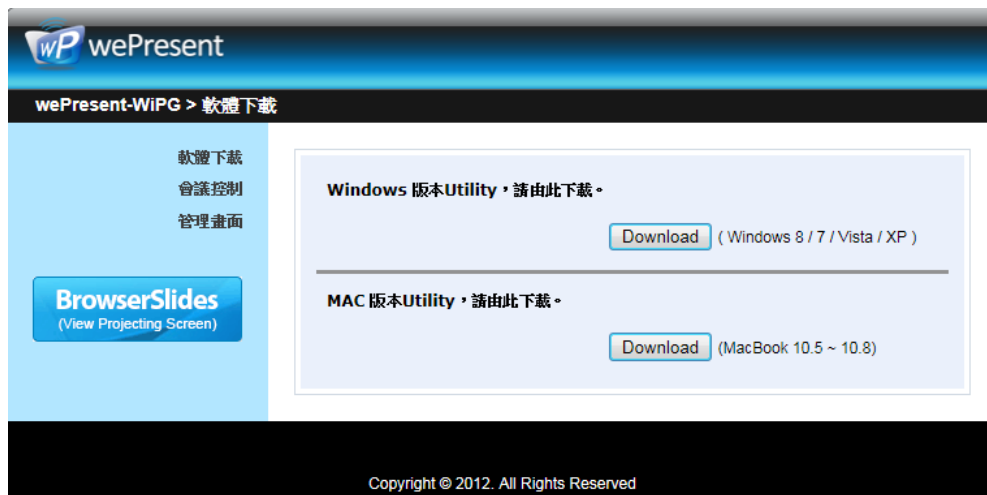 wP wePresent
wePresent-WiPG > 軟體下載
軟體下載
會議控制
管理畫面
BrowserSlides
(View Projecting Screen)
Windows 版本Utility，請由此下載。
Download ( Windows 8 / 7 / Vista / XP )
MAC 版本Utility，請由此下載。
Download (MacBook 10.5 ~ 10.8)
Copyright © 2012. All Rights Reserved